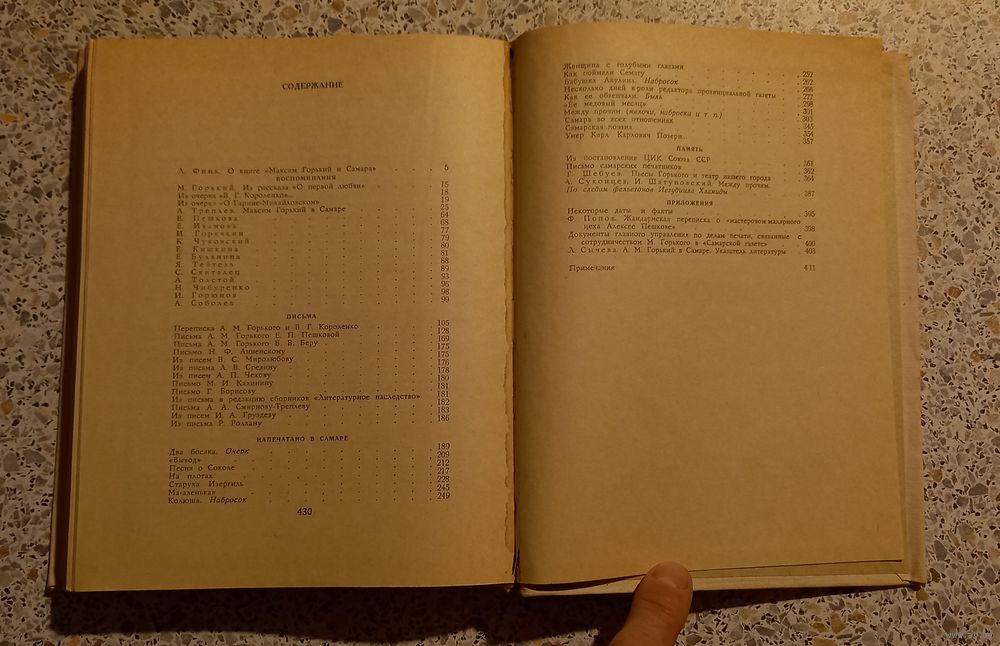 СОДЕРЖАНИЕ
Л. Финк. О книге «Максим Горький и Самара» 5
ВОСПОМИНАНИЯ
М. Горький. Из рассказа «О первой любви» 15
Из очерка «В. Г. Короленко» 18
Из очерка «О Гарине-Михайловском» 19
А. Треплев. Максим Горький в Самаре 25
Е. Пешкова 64
Е. Иванова 68
И. Горячкин 77
К. Чуковский 79
Е. Кишкина 80
Е. Буланина 81
Я. Тейтель 88
С. Скиталец 89
А. Толстой 93
Н. Чибуренко 96
И. Горюнов 98
А. Соболев 99
ПИСЬМА
Переписка А. М. Горького и В. Г. Короленко 105
Письма А. М. Горького Е. П. Пешковой 128
Письма А. М. Горького Б. В. Беру 169
Письмо Н. Ф. Анненскому 175
Из писем В. С. Миролюбову 175
Из письма Л. В. Средину 176
Из писем А. П. Чехову 178
Письмо М. И. Калинину 180
Письмо Г. Борисову 181
Из письма в редакцию сборников «Литературное наследство» 181
Письма А. А. Смирнову-Треплеву 182
Из писем И. А. Груздеву 183
Из письма Р. Роллану 186
НАПЕЧАТАНО В САМАРЕ
Два босяка. Очерк 189
«Вывод» 209
Песня о Соколе 212
На плотах 217
Старуха Изергиль 228
Ма-аленькая 245
Колюша. Набросок 249
430
Женщина с голубыми глазами 252
Как поймали Семагу 262
Бабушка Акулина. Набросок 268
Несколько дней в роли редактора провинциальной газеты 277
Как ее обвенчали. Быль 298
«Ее медовый месяц» 301
Между прочим (мелочи, наброски и т. п.) 303
Самара во всех отношениях 345
Самарская поэзия 354
Умер Карл Карлович Позерн... 357
ПАМЯТЬ
Из постановления ЦИК Союза ССР 361
Письмо самарских печатников 362
Г. Шебуев. Пьесы Горького и театр нашего города 364
А. Суконцев, И. Шатуновский. Между прочим.
По следам фельетонов Иегудиила Хламиды 387
ПРИЛОЖЕНИЯ
Некоторые даты и факты 395
Ф. Попов. Жандармская переписка о «мастеровом малярного
цеха Алексее Пешкове» 398
Документы главного управления по делам печати, связанные с
сотрудничеством М. Горького в «Самарской газете» 400
Л. Сычева. А. М. Горький в Самаре. Указатель литературы 403
Примечания 411